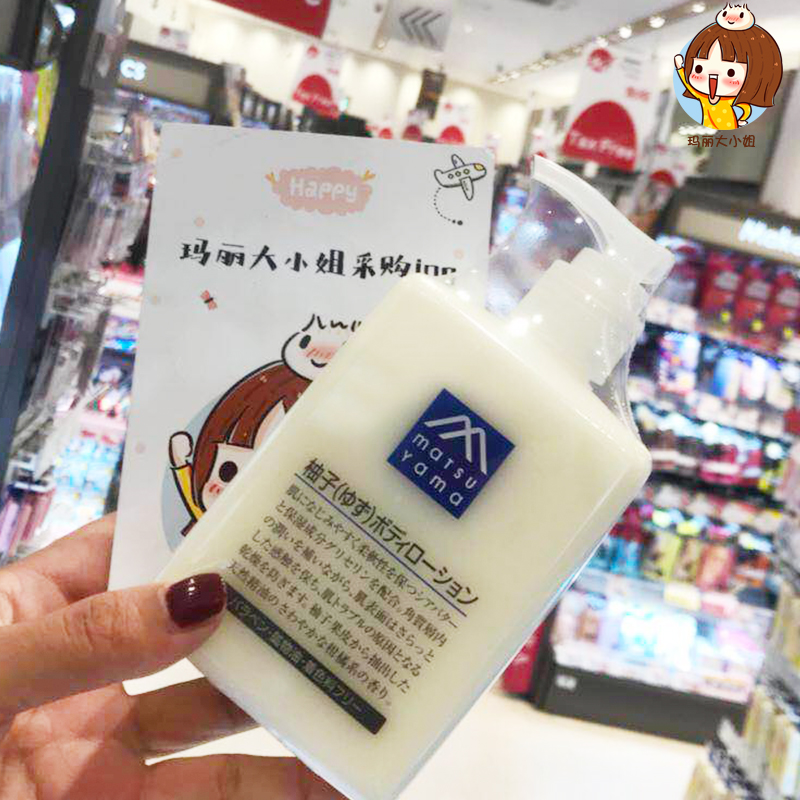 玛丽大小姐
C3
Tax Free
Tax Free
Happy
玛丽大小姐采购ing
matsu
yama
柚子(ゆず)ボディローション
肌になじみやすく柔軟性を保つシアバター
と保湿成分グリセリンを配合。角質層内
の潤いを補いながら、肌表面はさらっと
した感触を保ち、肌トラブルの原因となる
乾燥を防ぎます。柚子果皮から抽出した
天然精油のさわやかな柑橘系の香り。
パラベン・鉱物油・着色料フリー